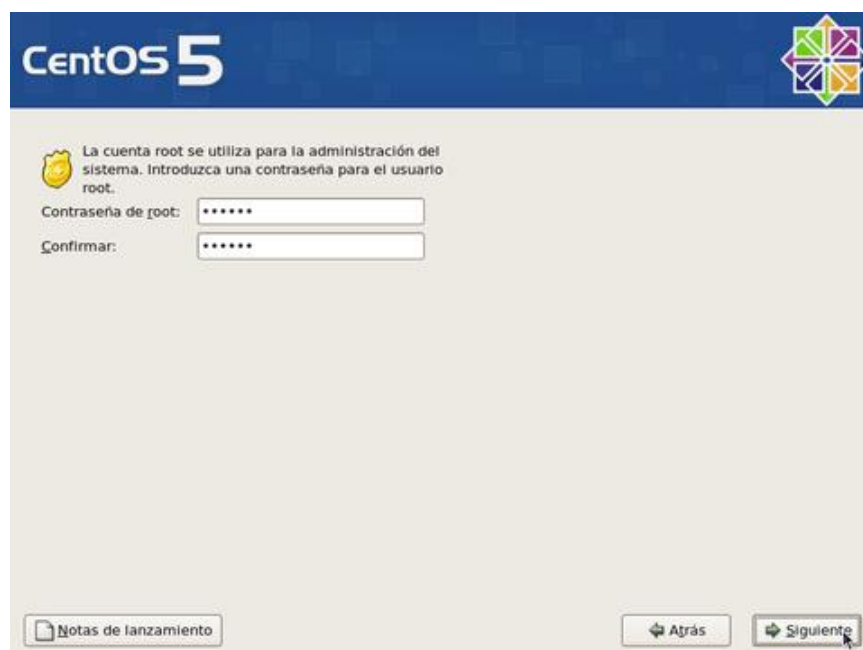 CentOS 5
La cuenta root se utiliza para la administración del
sistema. Introduzca una contraseña para el usuario
root.
Contraseña de root: ••••••
Confirmar: ••••••
Notas de lanzamiento
Atrás
Siguiente